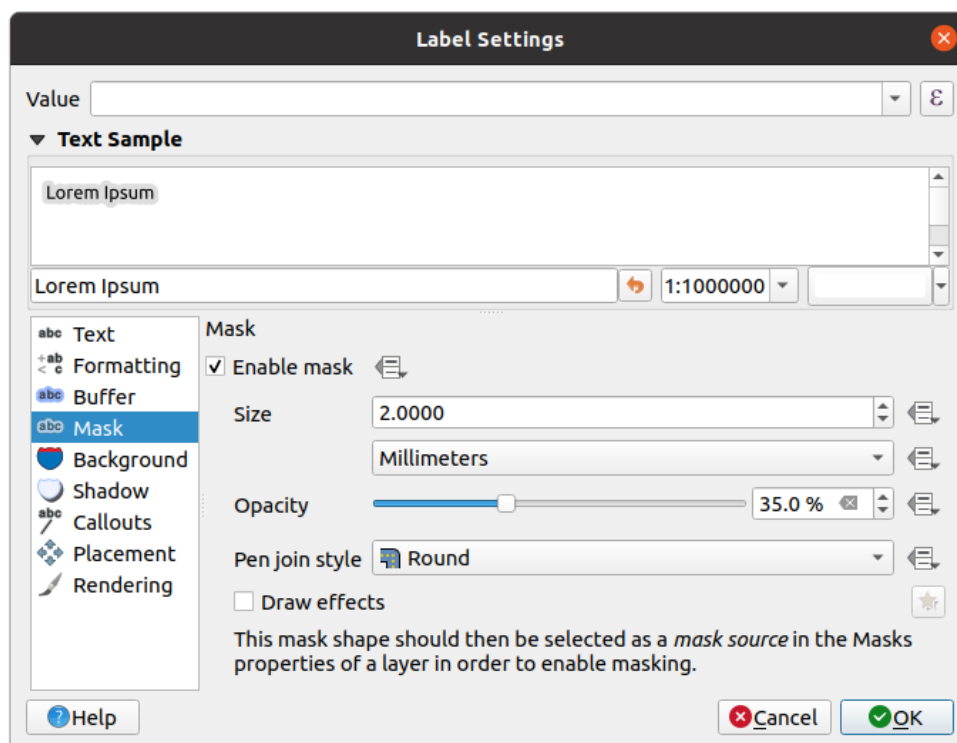 Label Settings
Value ε
Text Sample
Lorem Ipsum
Lorem Ipsum 1:1000000
abc Text
+ab < c Formatting
abc Buffer
abc Mask
Background
Shadow
abc Callouts
Placement
Rendering
Mask
Enable mask
Size 2.0000
Millimeters
Opacity 35.0 %
Pen join style Round
Draw effects
This mask shape should then be selected as a mask source in the Masks
properties of a layer in order to enable masking.
?Help Cancel OK